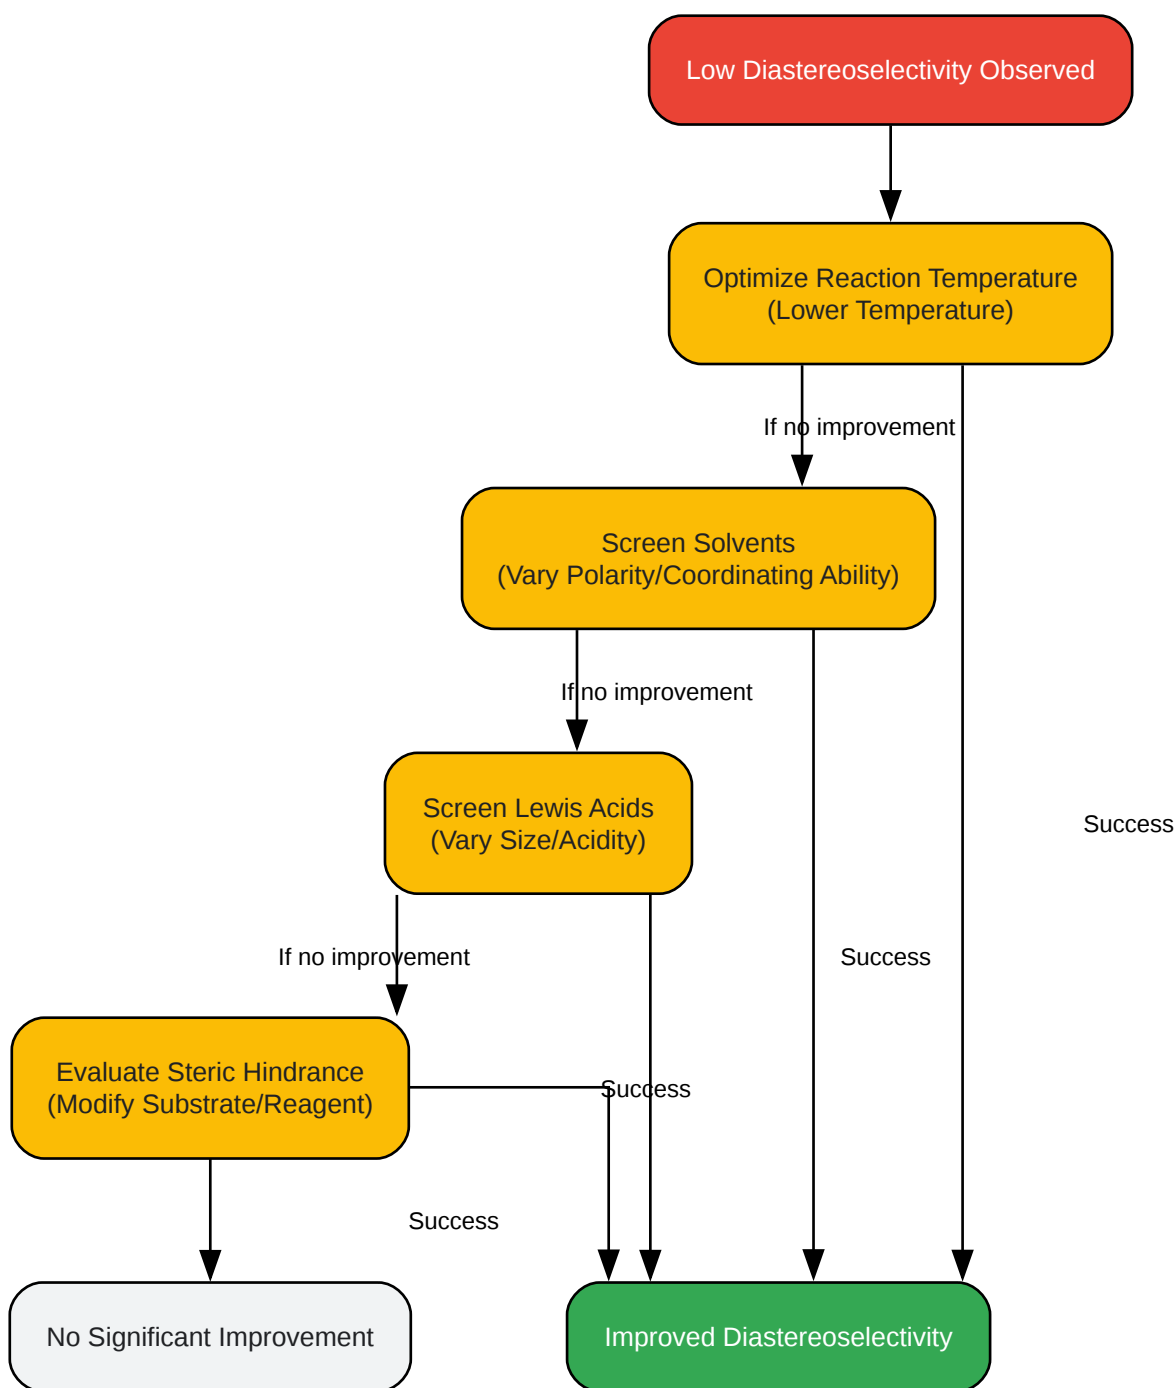 Low Diastereoselectivity Observed
Optimize Reaction Temperature
(Lower Temperature)
If no improvement
Screen Solvents
(Vary Polarity/Coordinating Ability)
If no improvement
Screen Lewis Acids
(Vary Size/Acidity)
Success
If no improvement
Success
Evaluate Steric Hindrance
(Modify Substrate/Reagent)
Success
Success
No Significant Improvement
Improved Diastereoselectivity